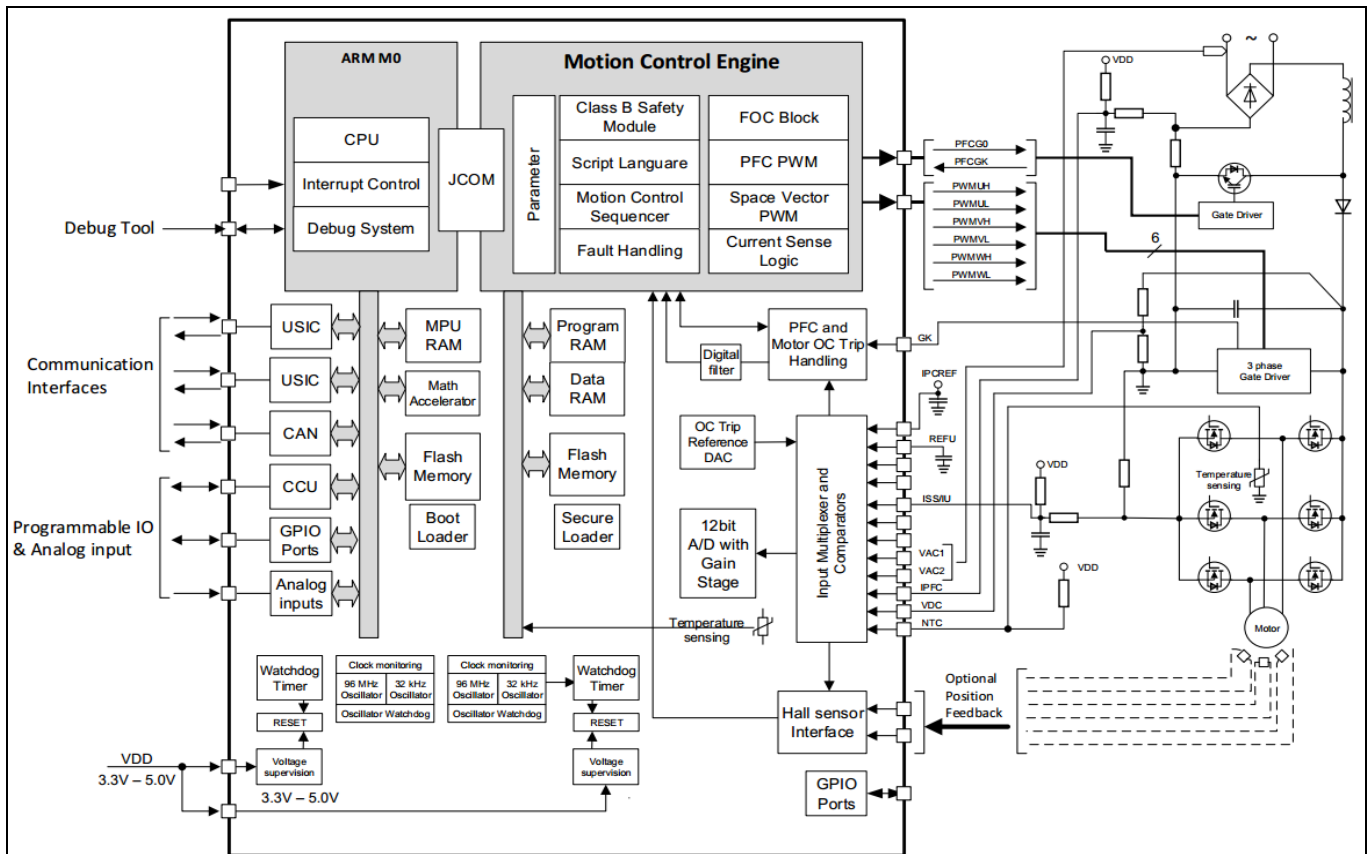 ARM M0
CPU
Interrupt Control
Debug System
JCOM
Motion Control Engine
Parameter
Class B Safety
Module
Script Languare
Motion Control
Sequencer
Fault Handling
FOC Block
PFC PWM
Space Vector
PWM
Current Sense
Logic
Debug Tool
Communication
Interfaces
Programmable IO
& Analog input
USIC
USIC
CAN
CCU
GPIO
Ports
Analog
inputs
MPU
RAM
Math
Accelerator
Flash
Memory
Boot
Loader
Program
RAM
Data
RAM
Flash
Memory
Secure
Loader
Digital
filter
PFC and
Motor OC Trip
Handling
OC Trip
Reference
DAC
12bit
A/D with
Gain
Stage
Input Multiplexer and
Comparators
Temperature
sensing
Hall sensor
Interface
GPIO
Ports
Watchdog
Timer
RESET
Voltage
supervision
Clock monitoring
96 MHz
Oscillator
32 kHz
Oscillator
Oscillator Watchdog
Clock monitoring
96 MHz
Oscillator
32 kHz
Oscillator
Oscillator Watchdog
Watchdog
Timer
RESET
Voltage
supervision
VDD
3.3V – 5.0V
3.3V – 5.0V
PFCG0
PFCGK
PWMUH
PWMUL
PWMVH
PWMVL
PWMWH
PWMWL
GK
IPCREF
REFU
ISS/IU
VAC1
VAC2
IPFC
VDC
NTC
VDD
~
Gate Driver
6
3 phase
Gate Driver
VDD
Temperature
sensing
VDD
Motor
Optional
Position
Feedback